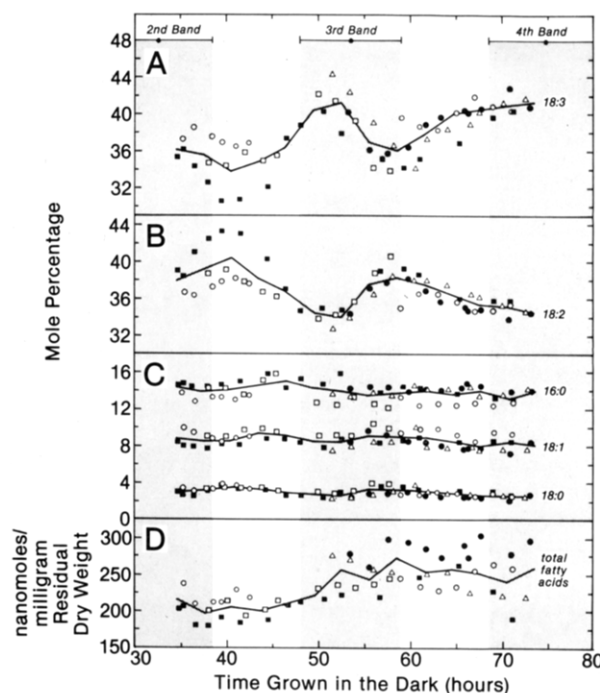 2nd Band 3rd Band 4th Band
A
48
44
40
36
32
18:3
B
44
40
36
32
18:2
Mole Percentage
C
16
12
8
4
0
16:0
18:1
18:0
D
300
250
200
150
total
fatty
acids
nanomoles/
milligram
Residual
Dry Weight
30 40 50 60 70 80
Time Grown in the Dark (hours)